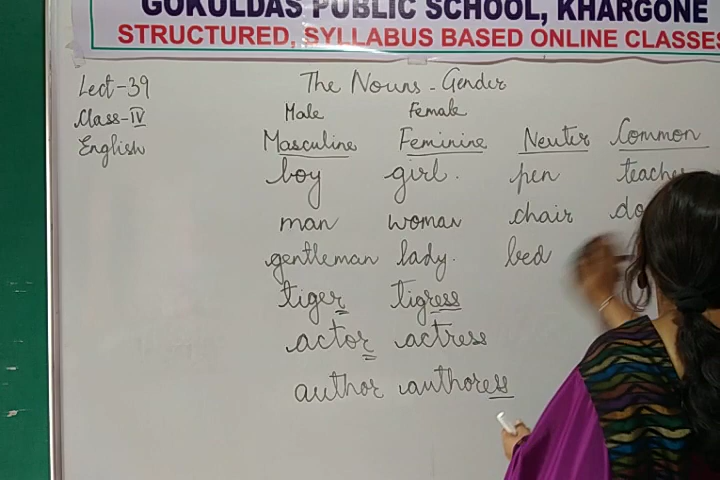 GOKULDAS PUBLIC SCHOOL, KHARGONE
STRUCTURED, SYLLABUS BASED ONLINE CLASSES
Lect-39 The Nouns - Gender
Class-IV Male Female
English Masculine Feminine Neuter Common
boy girl. pen
man woman chair
gentleman lady. bed
tiger tigress
actor actress
author authoress